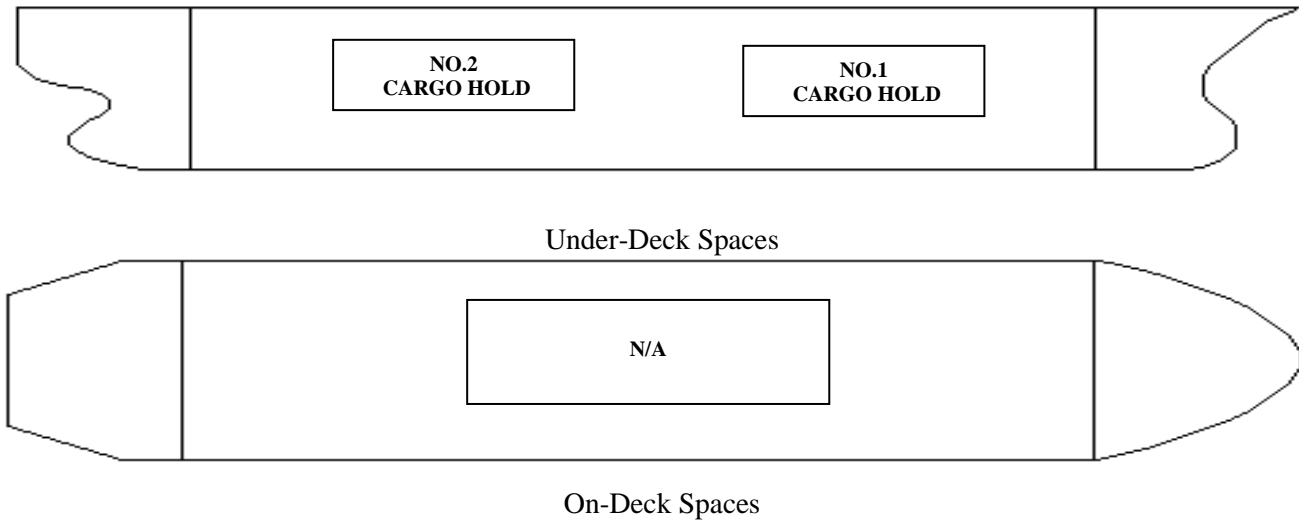 NO.2
CARGO HOLD
NO.1
CARGO HOLD
Under-Deck Spaces
N/A
On-Deck Spaces